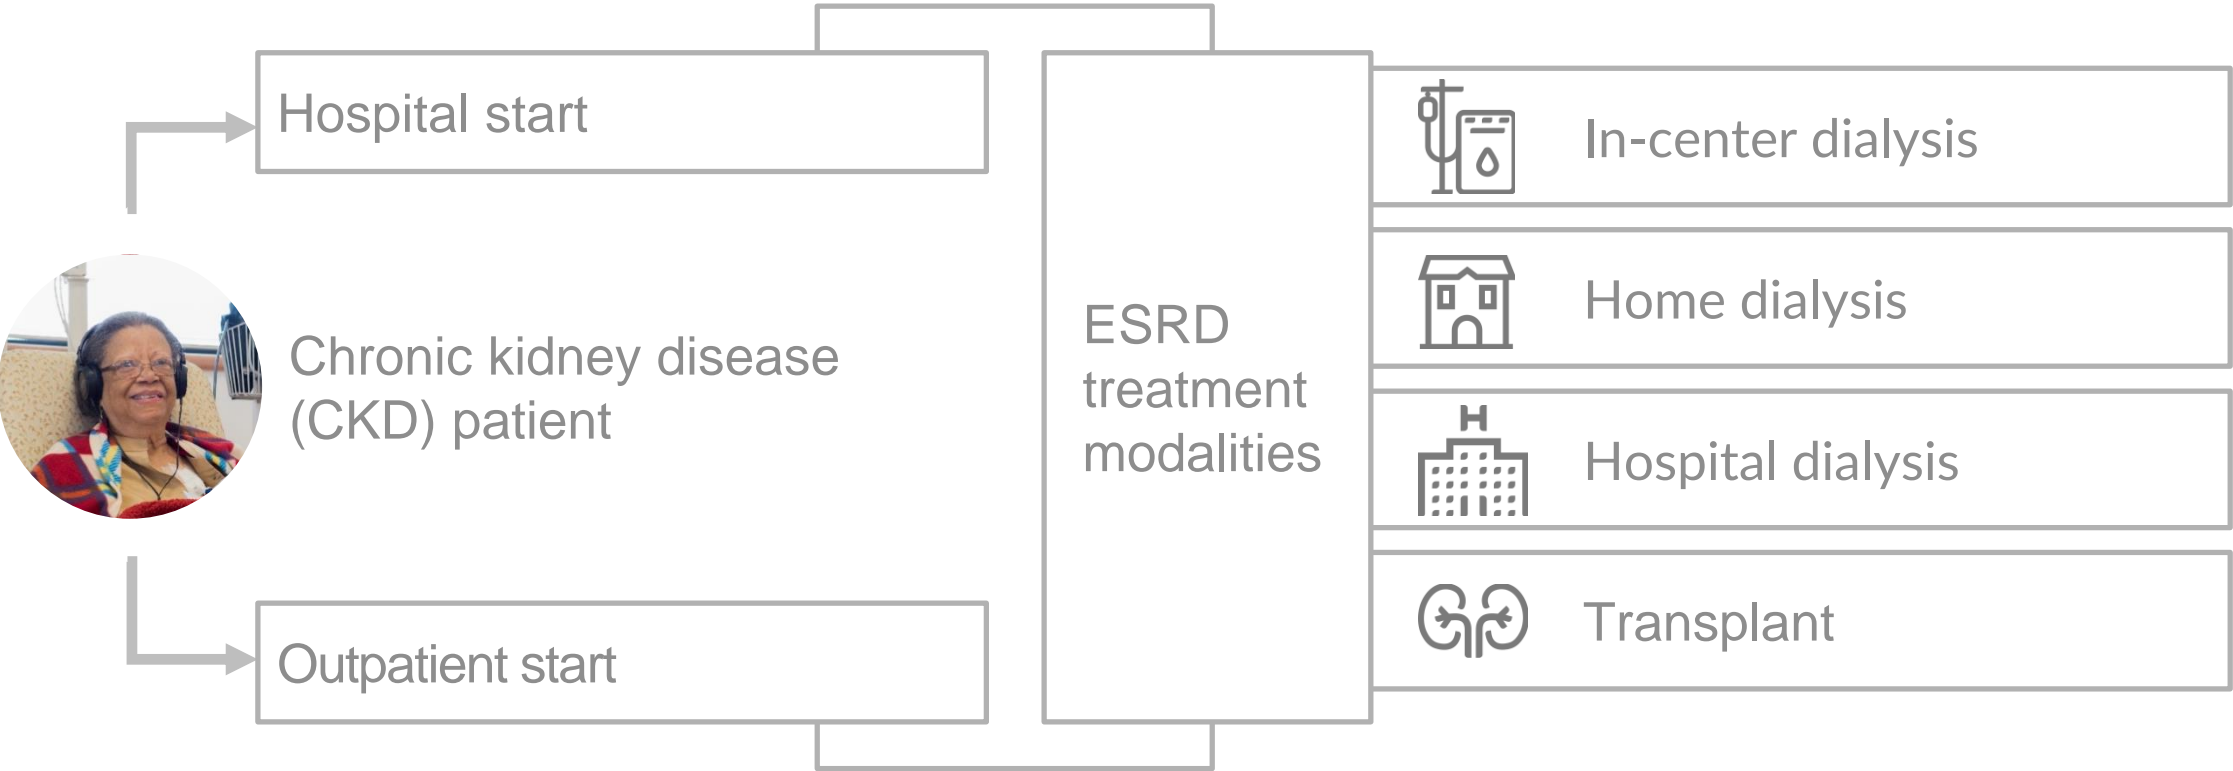 Hospital start
Chronic kidney disease
(CKD) patient
Outpatient start
ESRD
treatment
modalities
In-center dialysis
Home dialysis
H
Hospital dialysis
Transplant